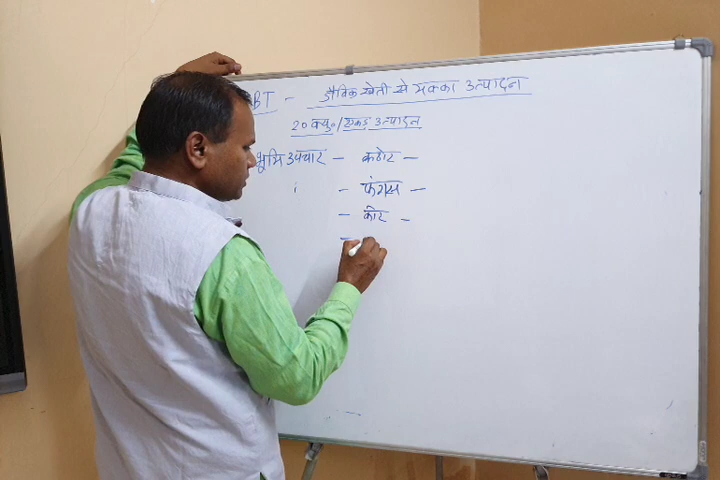 BT - जैविक खेती से मक्का उत्पादन
20 क्यु०/एकड़ उत्पादन
भूमि उपचार - कठोर -
- फंगस -
- कीट -
-